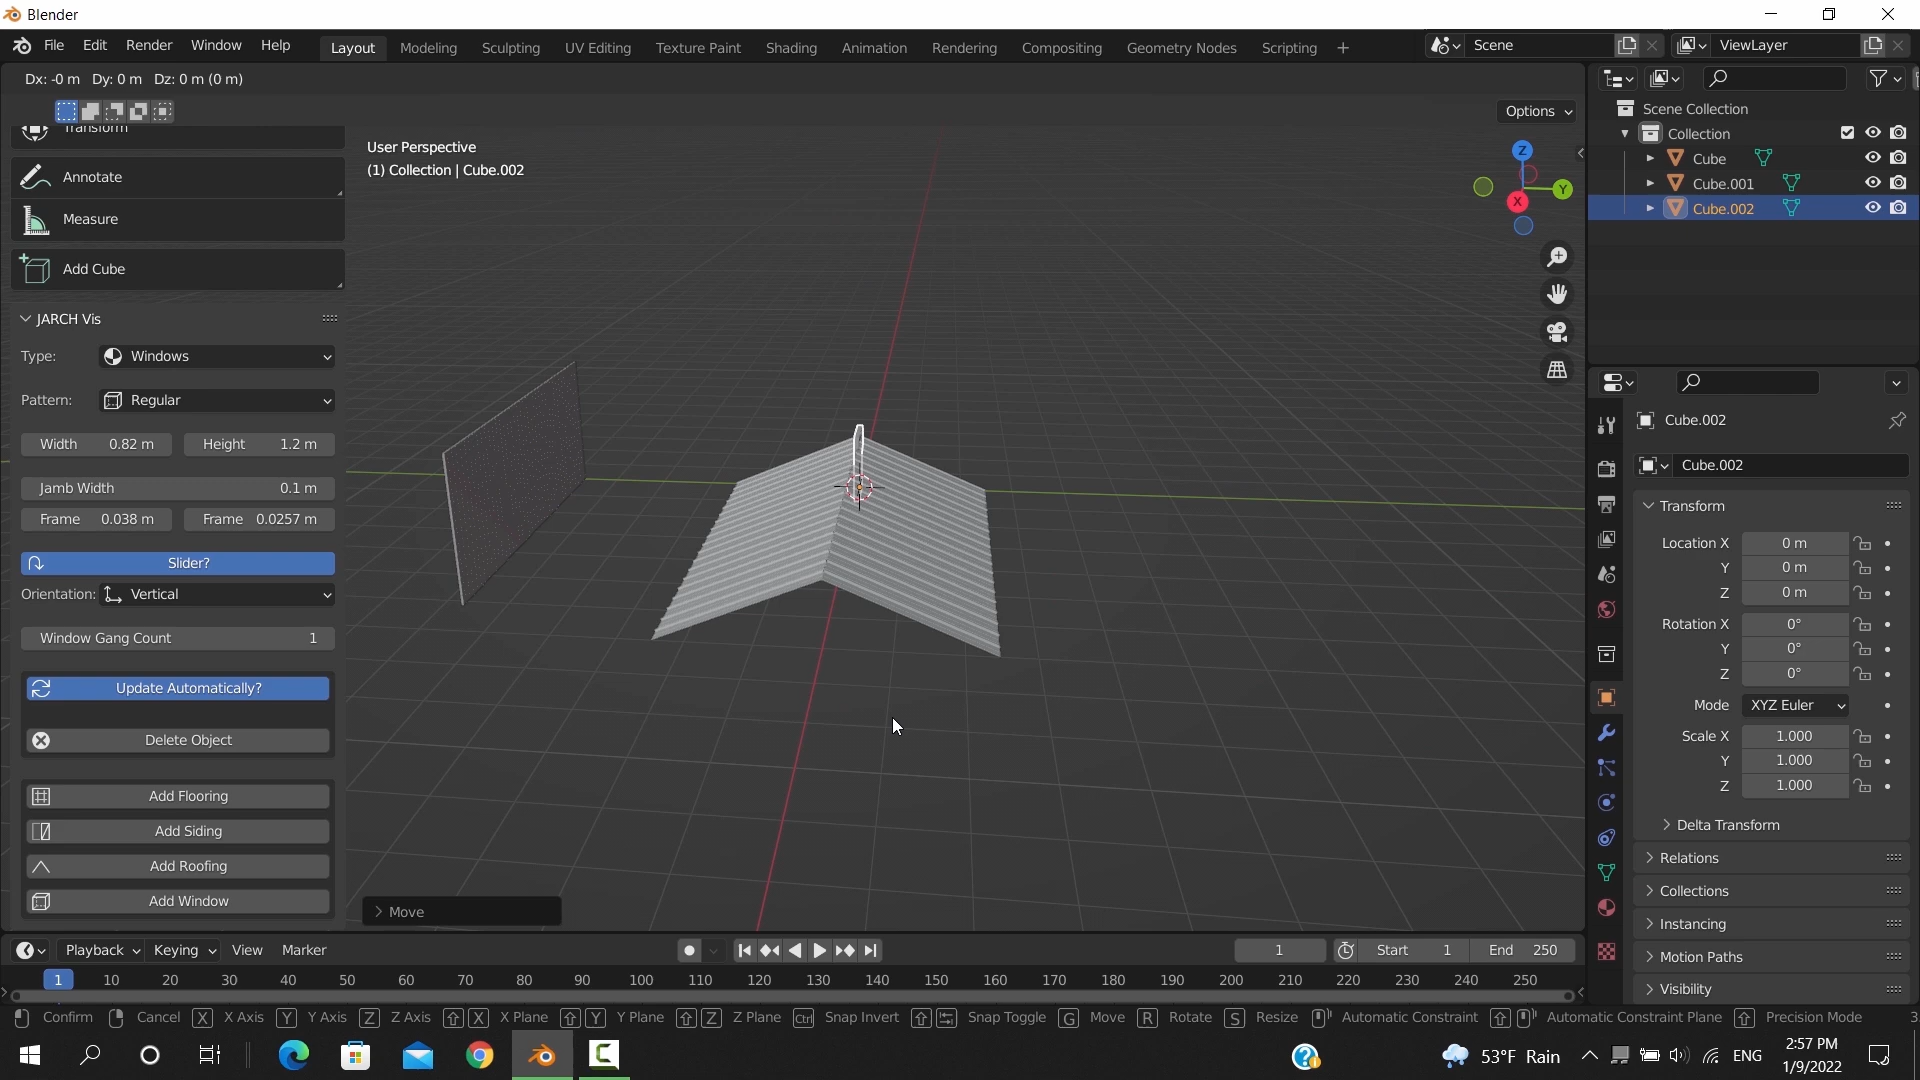 Blender
File Edit Render Window Help Layout Modeling Sculpting UV Editing Texture Paint Shading Animation Rendering Compositing Geometry Nodes Scripting + Scene ViewLayer
Dx: -0 m Dy: 0 m Dz: 0 m (0 m)
Options
Transform
User Perspective
(1) Collection | Cube.002
Annotate
Measure
Add Cube
JARCH Vis
Type: Windows
Pattern: Regular
Width 0.82 m Height 1.2 m
Jamb Width 0.1 m
Frame 0.038 m Frame 0.0257 m
Slider?
Orientation: Vertical
Window Gang Count 1
Update Automatically?
Delete Object
Add Flooring
Add Siding
Add Roofing
Add Window
Z
Y
X
Move
Scene Collection
Collection
Cube
Cube.001
Cube.002
Cube.002
Cube.002
Transform
Location X 0 m
Y 0 m
Z 0 m
Rotation X 0°
Y 0°
Z 0°
Mode XYZ Euler
Scale X 1.000
Y 1.000
Z 1.000
Delta Transform
Relations
Collections
Instancing
Motion Paths
Visibility
Playback Keying View Marker 1 Start 1 End 250
1 10 20 30 40 50 60 70 80 90 100 110 120 130 140 150 160 170 180 190 200 210 220 230 240 250
Confirm Cancel X X Axis Y Y Axis Z Z Axis X X Plane Y Y Plane Z Z Plane Ctrl Snap Invert Snap Toggle G Move R Rotate S Resize Automatic Constraint Automatic Constraint Plane Precision Mode 3
53°F Rain ENG 2:57 PM
1/9/2022